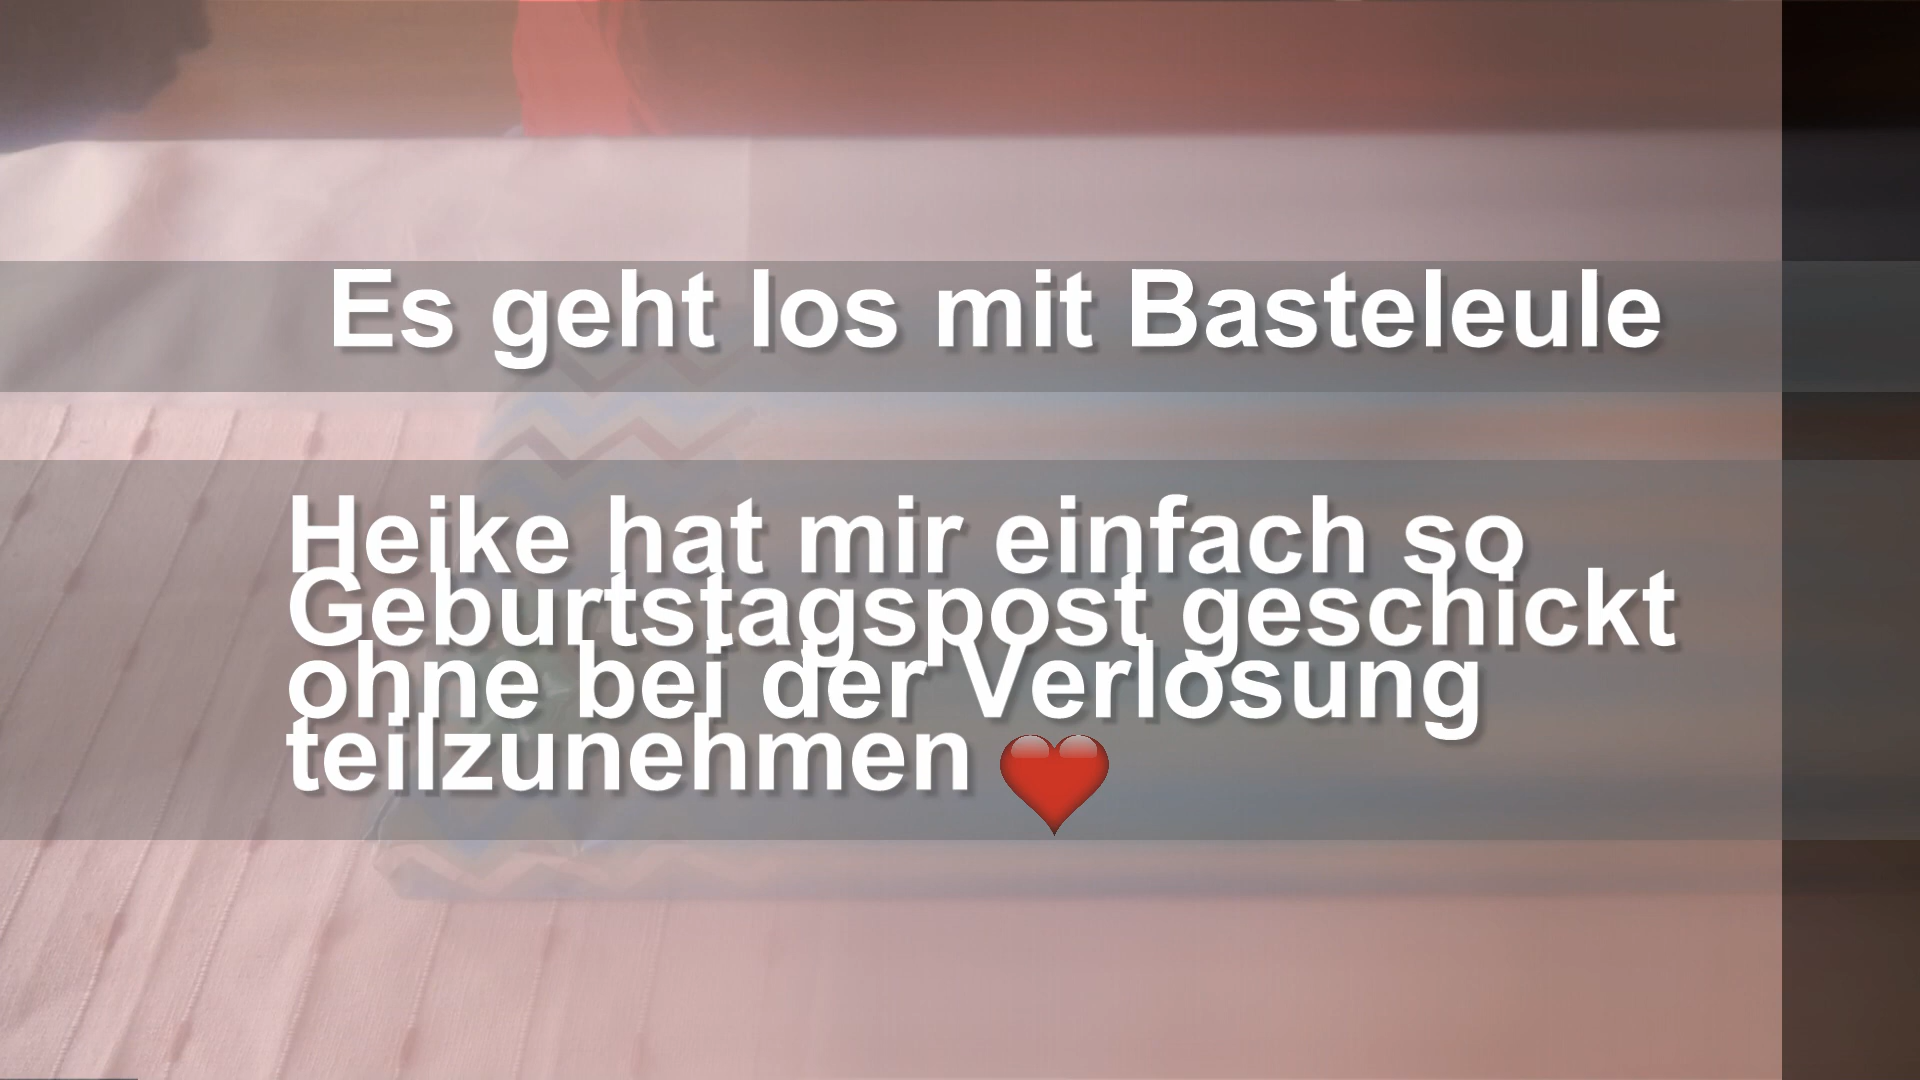 Es geht los mit Basteleule
Heike hat mir einfach so
Geburtstagspost geschickt
ohne bei der Verlosung
teilzunehmen ❤